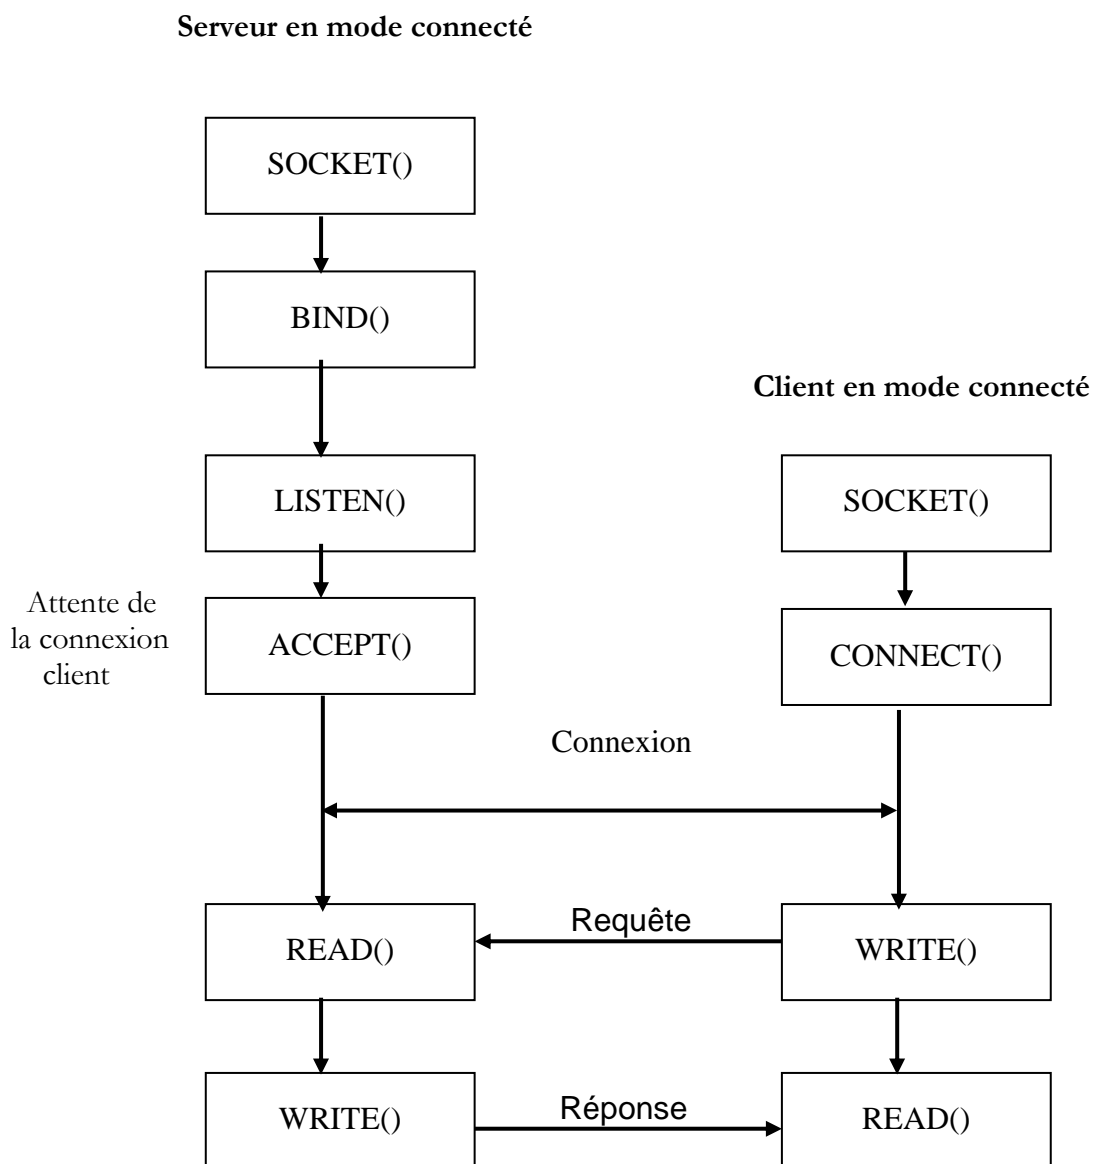 Serveur en mode connecté
SOCKET()
BIND()
Client en mode connecté
LISTEN()
SOCKET()
Attente de
la connexion
client
ACCEPT()
CONNECT()
Connexion
READ()
Requête
WRITE()
WRITE()
Réponse
READ()